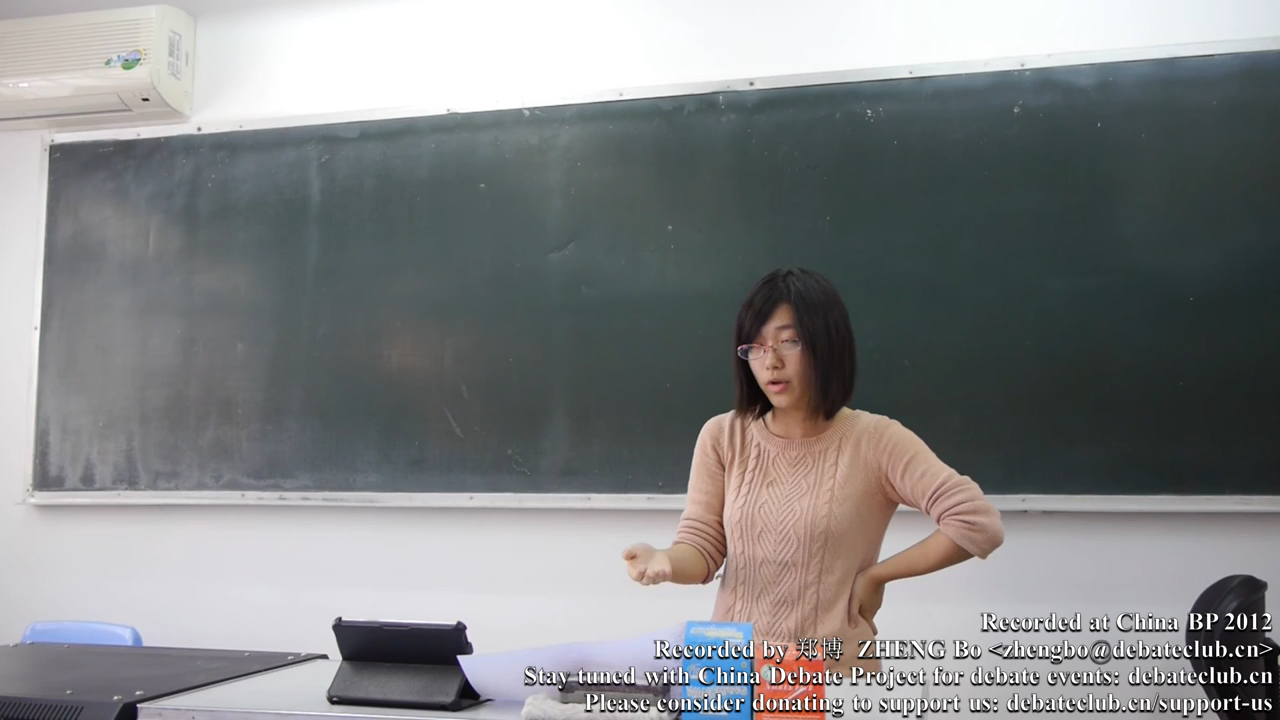 Recorded at China BP 2012
Recorded by 郑博 ZHENG Bo <zhengbo@debateclub.cn>
Stay tuned with China Debate Project for debate events: debateclub.cn
Please consider donating to support us: debateclub.cn/support-us